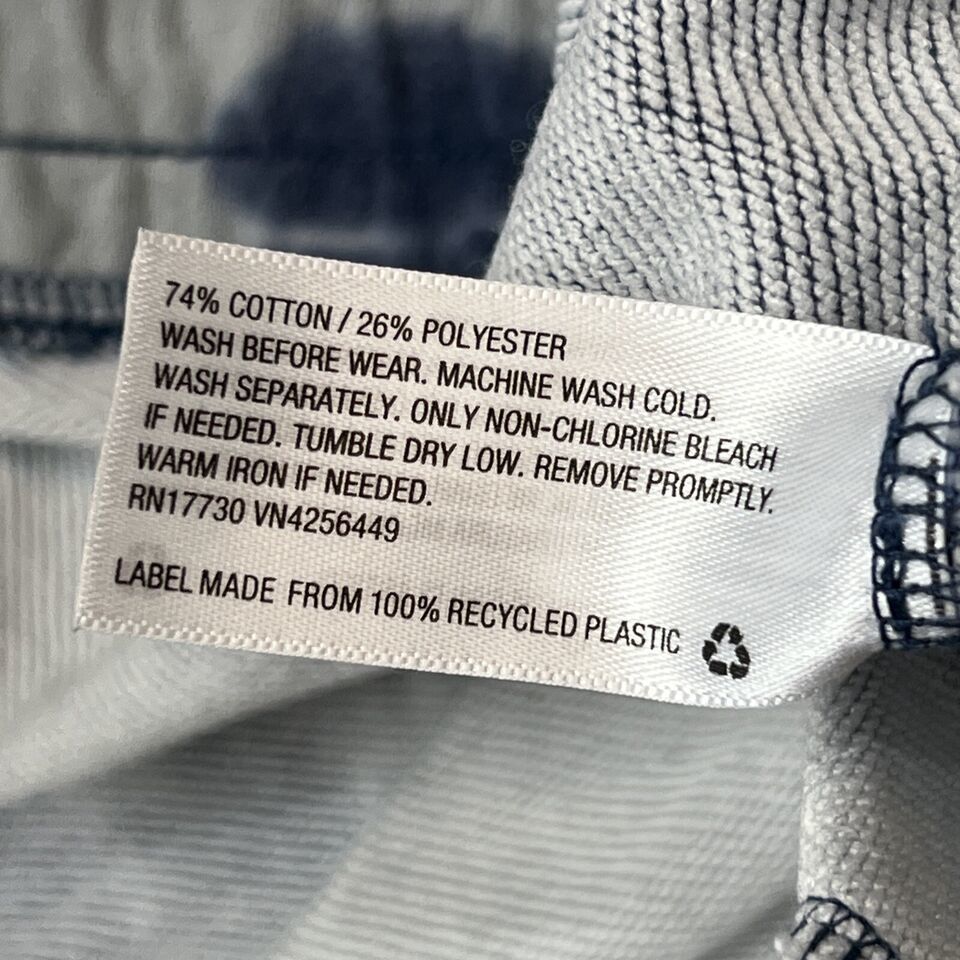 74% COTTON / 26% POLYESTER
WASH BEFORE WEAR. MACHINE WASH COLD.
WASH SEPARATELY. ONLY NON-CHLORINE BLEACH
IF NEEDED. TUMBLE DRY LOW. REMOVE PROMPTLY.
WARM IRON IF NEEDED.
RN17730 VN4256449
LABEL MADE FROM 100% RECYCLED PLASTIC